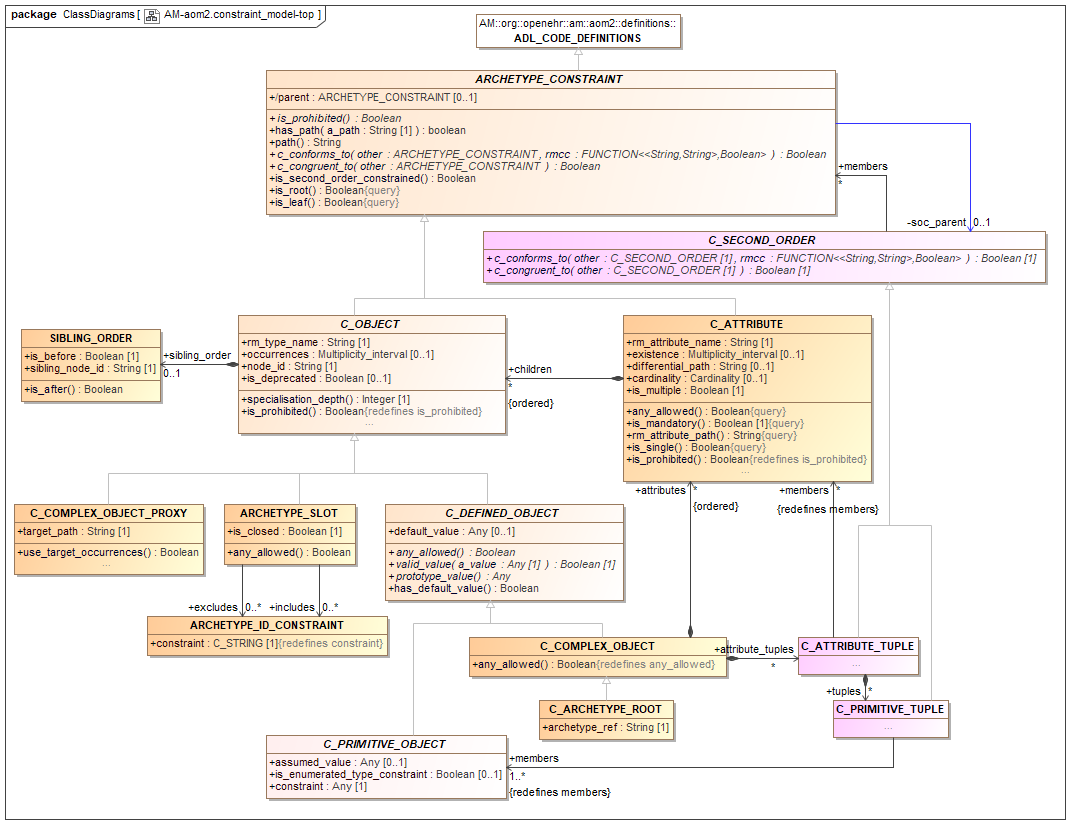 package ClassDiagrams [ AM-aom2.constraint_model-top ]
AM::org::openehr::am::aom2::definitions::
ADL_CODE_DEFINITIONS
ARCHETYPE_CONSTRAINT
+/parent : ARCHETYPE_CONSTRAINT [0..1]
+is_prohibited() : Boolean
+has_path( a_path : String [1] ) : boolean
+path() : String
+c_conforms_to( other : ARCHETYPE_CONSTRAINT, rmcc : FUNCTION<<String,String>,Boolean> ) : Boolean
+c_congruent_to( other : ARCHETYPE_CONSTRAINT ) : Boolean
+is_second_order_constrained() : Boolean
+is_root() : Boolean{query}
+is_leaf() : Boolean{query}
+members
*
-soc_parent 0..1
C_SECOND_ORDER
+c_conforms_to( other : C_SECOND_ORDER [1], rmcc : FUNCTION<<String,String>,Boolean> ) : Boolean [1]
+c_congruent_to( other : C_SECOND_ORDER [1] ) : Boolean [1]
SIBLING_ORDER
+is_before : Boolean [1]
+sibling_node_id : String [1]
+is_after() : Boolean
+sibling_order
0..1
C_OBJECT
+rm_type_name : String [1]
+occurrences : Multiplicity_interval [0..1]
+node_id : String [1]
+is_deprecated : Boolean [0..1]
+specialisation_depth() : Integer [1]
+is_prohibited() : Boolean{redefines is_prohibited}
...
+children
*
{ordered}
C_ATTRIBUTE
+rm_attribute_name : String [1]
+existence : Multiplicity_interval [0..1]
+differential_path : String [0..1]
+cardinality : Cardinality [0..1]
+is_multiple : Boolean [1]
+any_allowed() : Boolean{query}
+is_mandatory() : Boolean [1]{query}
+rm_attribute_path() : String{query}
+is_single() : Boolean{query}
+is_prohibited() : Boolean{redefines is_prohibited}
...
+attributes *
{ordered}
+members *
{redefines members}
C_COMPLEX_OBJECT_PROXY
+target_path : String [1]
+use_target_occurrences() : Boolean
...
ARCHETYPE_SLOT
+is_closed : Boolean [1]
+any_allowed() : Boolean
C_DEFINED_OBJECT
+default_value : Any [0..1]
+any_allowed() : Boolean
+valid_value( a_value : Any [1] ) : Boolean [1]
+prototype_value() : Any
+has_default_value() : Boolean
+excludes 0..*
+includes 0..*
ARCHETYPE_ID_CONSTRAINT
+constraint : C_STRING [1]{redefines constraint}
C_COMPLEX_OBJECT
+any_allowed() : Boolean{redefines any_allowed}
+attribute_tuples
*
C_ATTRIBUTE_TUPLE
...
+tuples *
C_ARCHETYPE_ROOT
+archetype_ref : String [1]
C_PRIMITIVE_TUPLE
...
C_PRIMITIVE_OBJECT
+assumed_value : Any [0..1]
+is_enumerated_type_constraint : Boolean [0..1]
+constraint : Any [1]
+members
1..*
{redefines members}